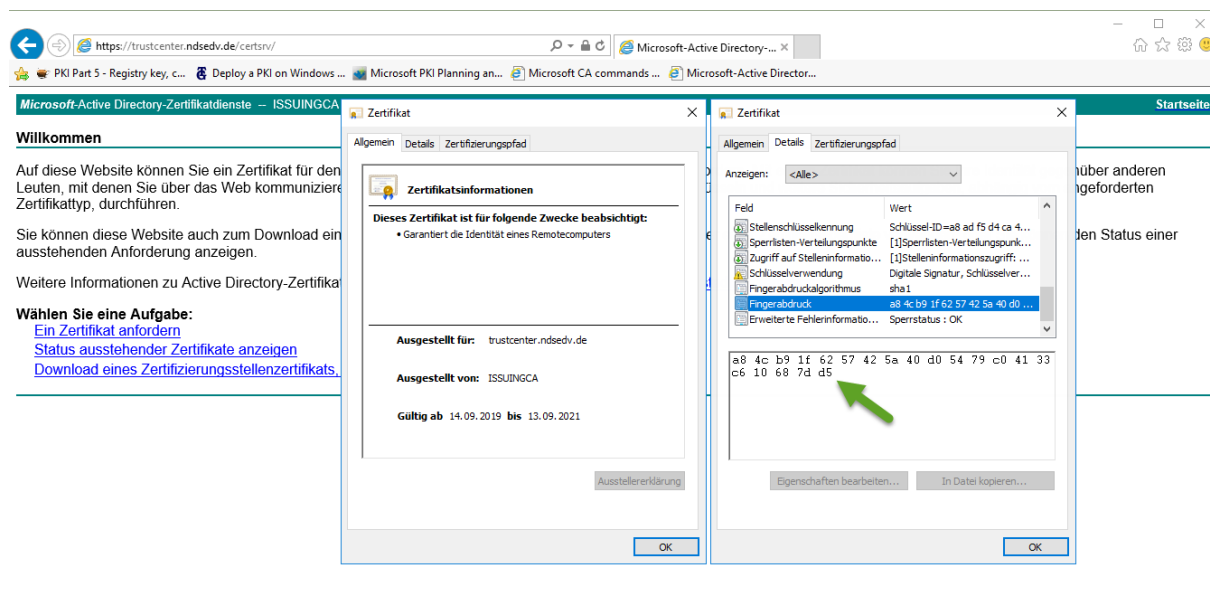 https://trustcenter.ndsedv.de/certsrv/
Microsoft-Active Directory-...
PKI Part 5 - Registry key, c...
Deploy a PKI on Windows ...
Microsoft PKI Planning an...
Microsoft CA commands ...
Microsoft-Active Director...
Microsoft-Active Directory-Zertifikatdienste -- ISSUINGCA
Startseite
Willkommen
Auf diese Website können Sie ein Zertifikat für den
Leuten, mit denen Sie über das Web kommuniziere
Zertifikattyp, durchführen.
Sie können diese Website auch zum Download ein
ausstehenden Anforderung anzeigen.
Weitere Informationen zu Active Directory-Zertifika
Wählen Sie eine Aufgabe:
Ein Zertifikat anfordern
Status ausstehender Zertifikate anzeigen
Download eines Zertifizierungsstellenzertifikats,
Zertifikat
Allgemein Details Zertifizierungspfad
Zertifikatsinformationen
Dieses Zertifikat ist für folgende Zwecke beabsichtigt:
• Garantiert die Identität eines Remotecomputers
Ausgestellt für: trustcenter.ndsedv.de
Ausgestellt von: ISSUINGCA
Gültig ab 14.09.2019 bis 13.09.2021
Ausstellererklärung
OK
Zertifikat
Allgemein Details Zertifizierungspfad
Anzeigen: <Alle>
Feld Wert
Stellenschlüsselkennung Schlüssel-ID=a8 ad f5 d4 ca 4...
Sperrlisten-Verteilungspunkte [1]Sperrlisten-Verteilungspunk...
Zugriff auf Stelleninformatio... [1]Stelleninformationszugriff: ...
Schlüsselverwendung Digitale Signatur, Schlüsselver...
Fingerabdruckalgorithmus sha1
Fingerabdruck a8 4c b9 1f 62 57 42 5a 40 d0 ...
Erweiterte Fehlerinformatio... Sperrstatus : OK
a8 4c b9 1f 62 57 42 5a 40 d0 54 79 c0 41 33
c6 10 68 7d d5
Eigenschaften bearbeiten...
In Datei kopieren...
OK
nüber anderen
ngeforderten
den Status einer